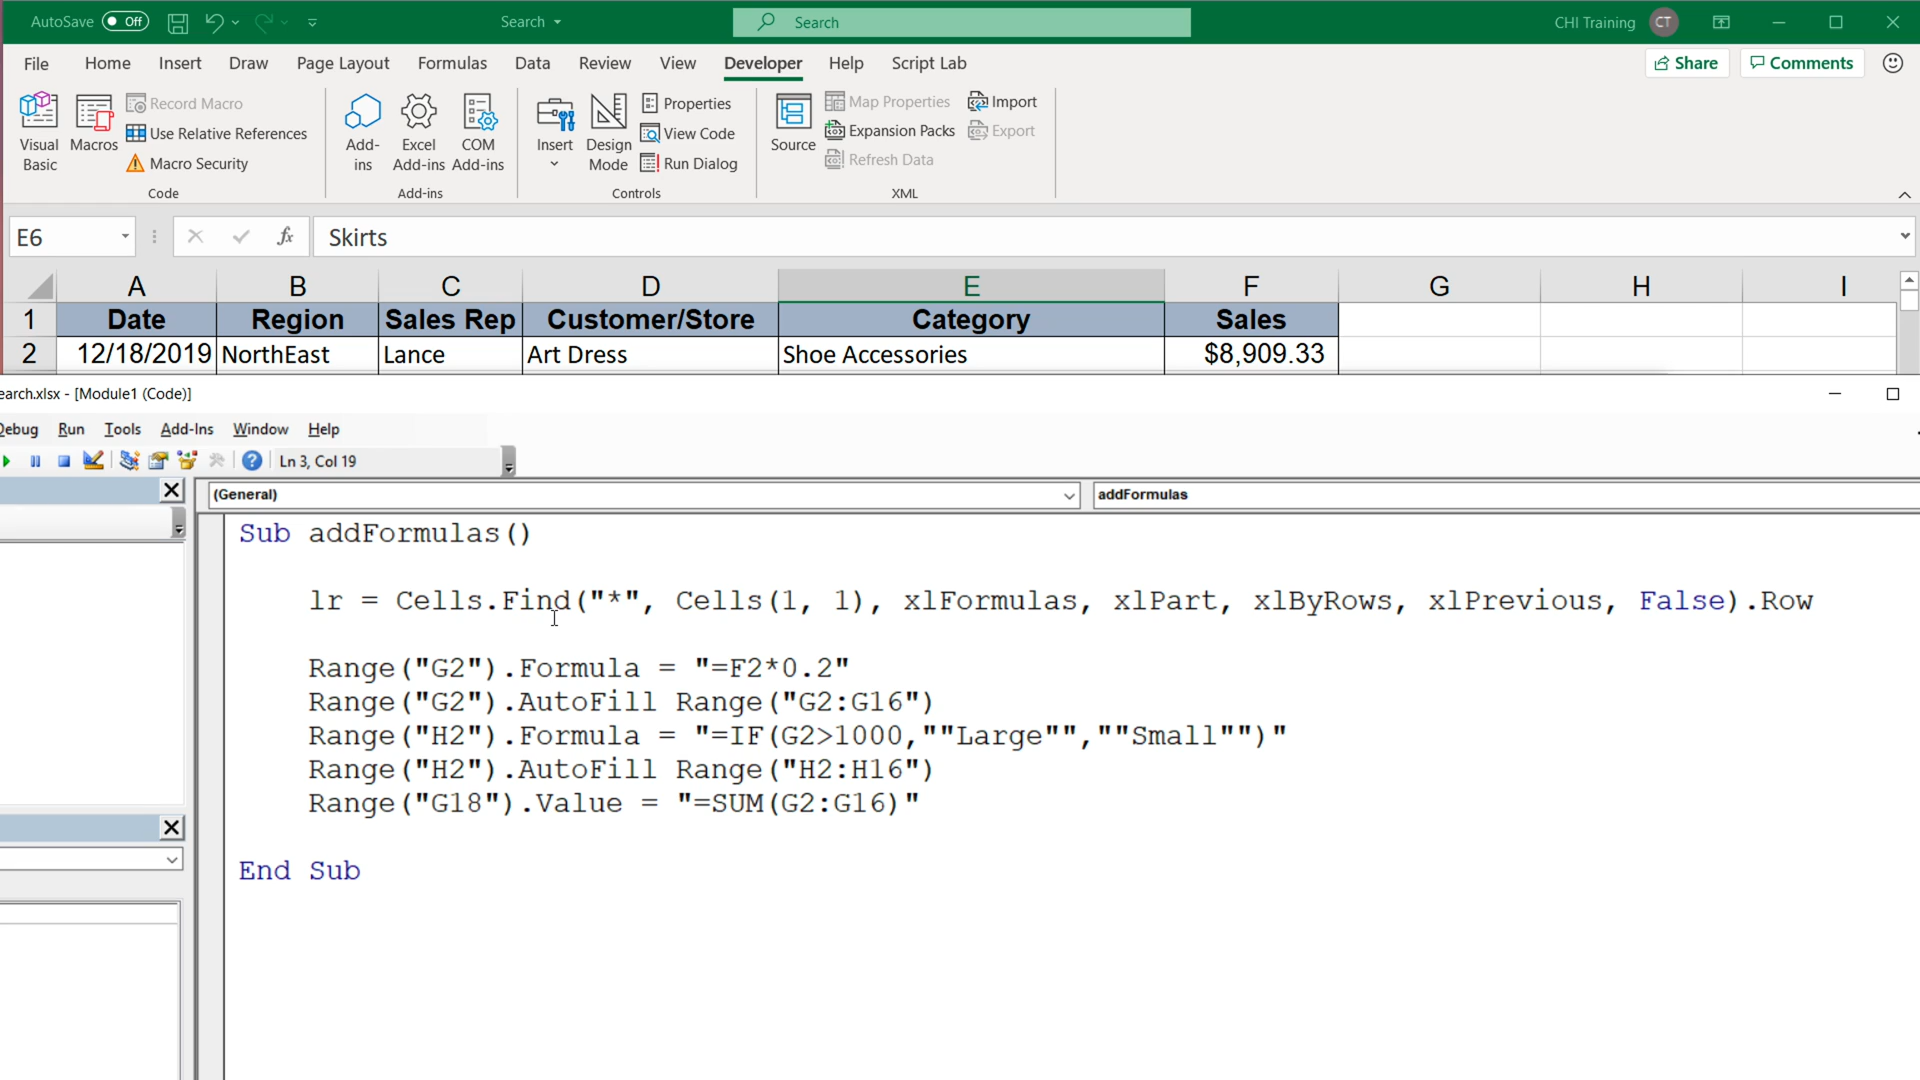 AutoSave Off Search Search CHI Training CT
File Home Insert Draw Page Layout Formulas Data Review View Developer Help Script Lab Share Comments
Visual Basic
Macros
Record Macro
Use Relative References
Macro Security
Code
Add-ins
Excel Add-ins
COM Add-ins
Add-ins
Insert
Design Mode
Properties
View Code
Run Dialog
Controls
Source
Map Properties
Expansion Packs
Refresh Data
Import
Export
XML
E6 fx Skirts
A B C D E F G H I
1 Date Region Sales Rep Customer/Store Category Sales
2 12/18/2019 NorthEast Lance Art Dress Shoe Accessories $8,909.33
earch.xlsx - [Module1 (Code)]
Debug Run Tools Add-Ins Window Help
Ln 3, Col 19
(General) addFormulas
Sub addFormulas()
lr = Cells.Find("*", Cells(1, 1), xlFormulas, xlPart, xlByRows, xlPrevious, False).Row
Range("G2").Formula = "=F2*0.2"
Range("G2").AutoFill Range("G2:G16")
Range("H2").Formula = "=IF(G2>1000,""Large"",""Small"")"
Range("H2").AutoFill Range("H2:H16")
Range("G18").Value = "=SUM(G2:G16)"
End Sub